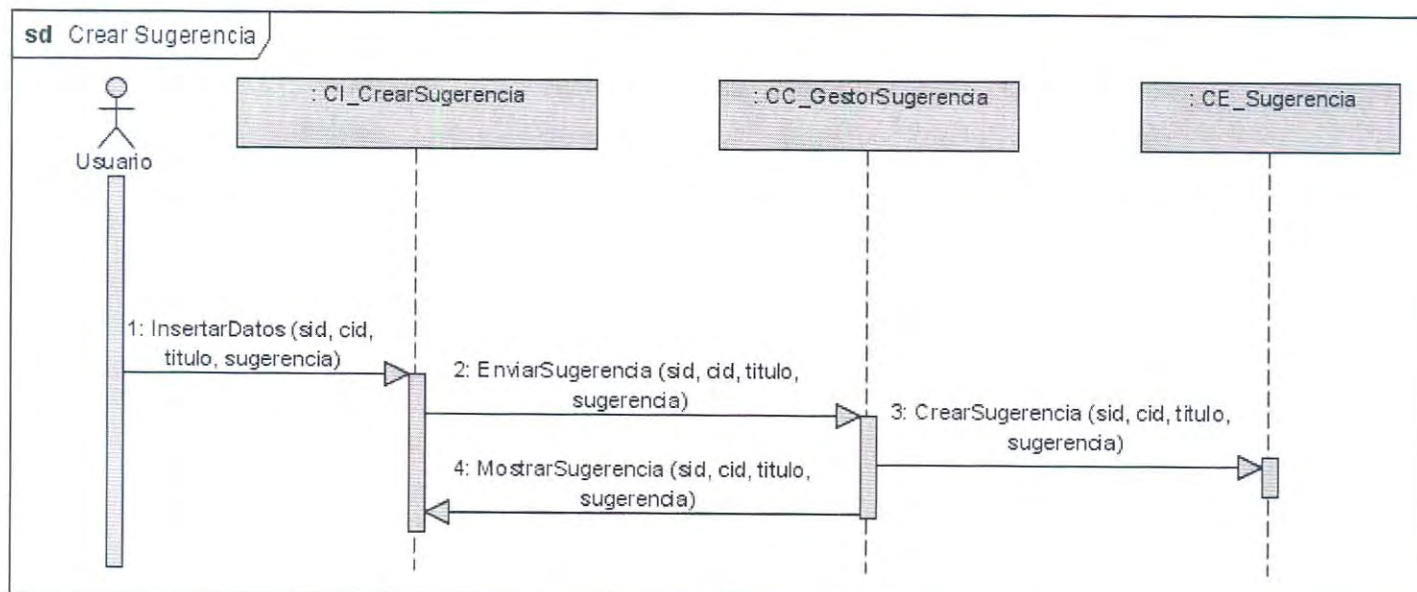 sd Crear Sugerencia
Usuario
: CI_CrearSugerencia
: CC_GestorSugerencia
: CE_Sugerencia
1: InsertarDatos (sid, cid,
titulo, sugerencia)
2: EnviarSugerencia (sid, cid, titulo,
sugerencia)
3: CrearSugerencia (sid, cid, titulo,
sugerencia)
4: MostrarSugerencia (sid, cid, titulo,
sugerencia)